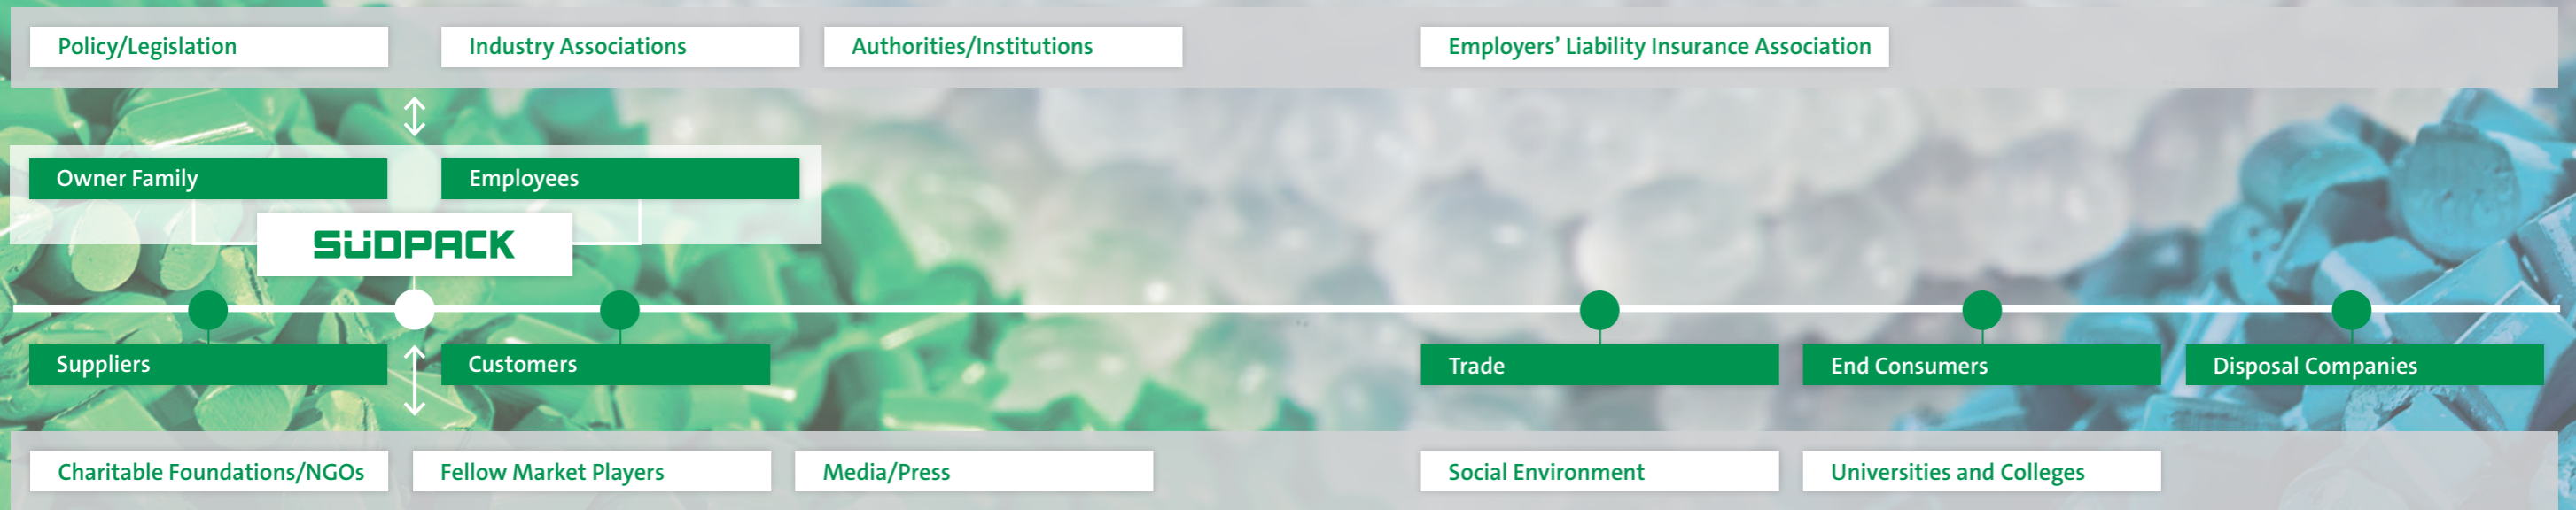 Policy/Legislation
Industry Associations
Authorities/Institutions
Employers’ Liability Insurance Association
Owner Family
Employees
SÜDPACK
Suppliers
Customers
Trade
End Consumers
Disposal Companies
Charitable Foundations/NGOs
Fellow Market Players
Media/Press
Social Environment
Universities and Colleges